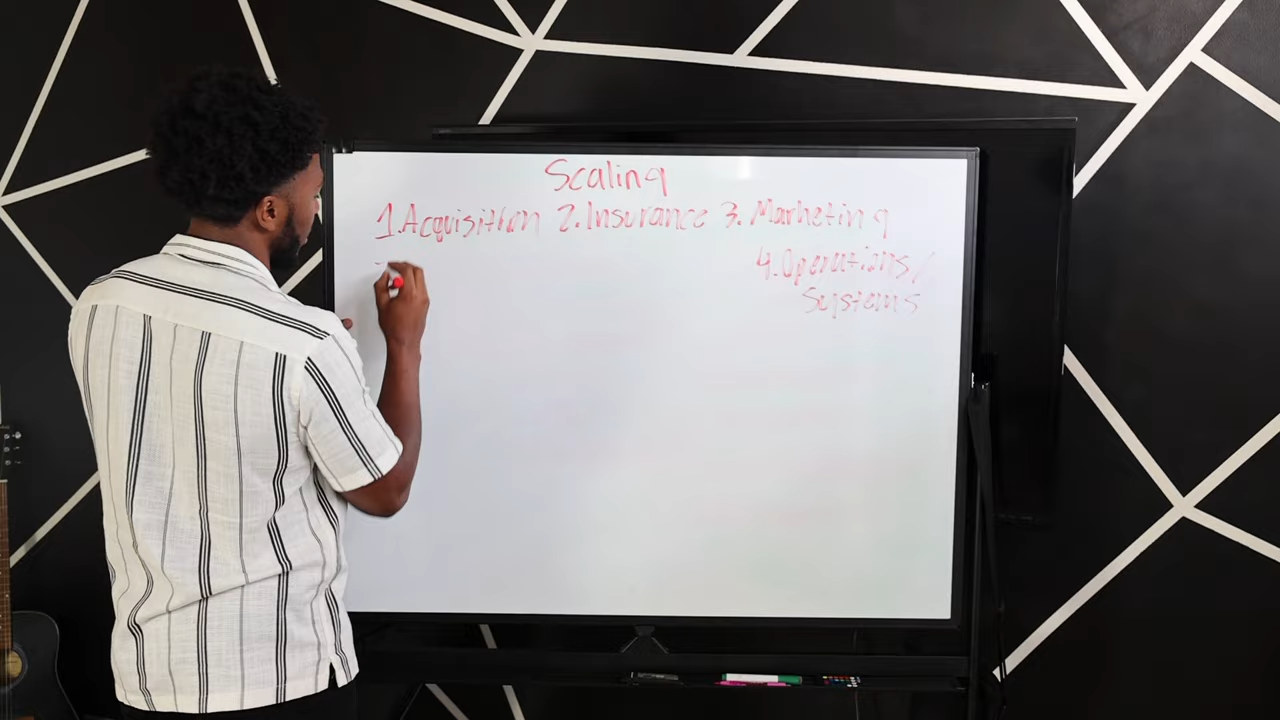 Scaling
1. Acquisition 2. Insurance 3. Marketing
4. Operations /
Systems